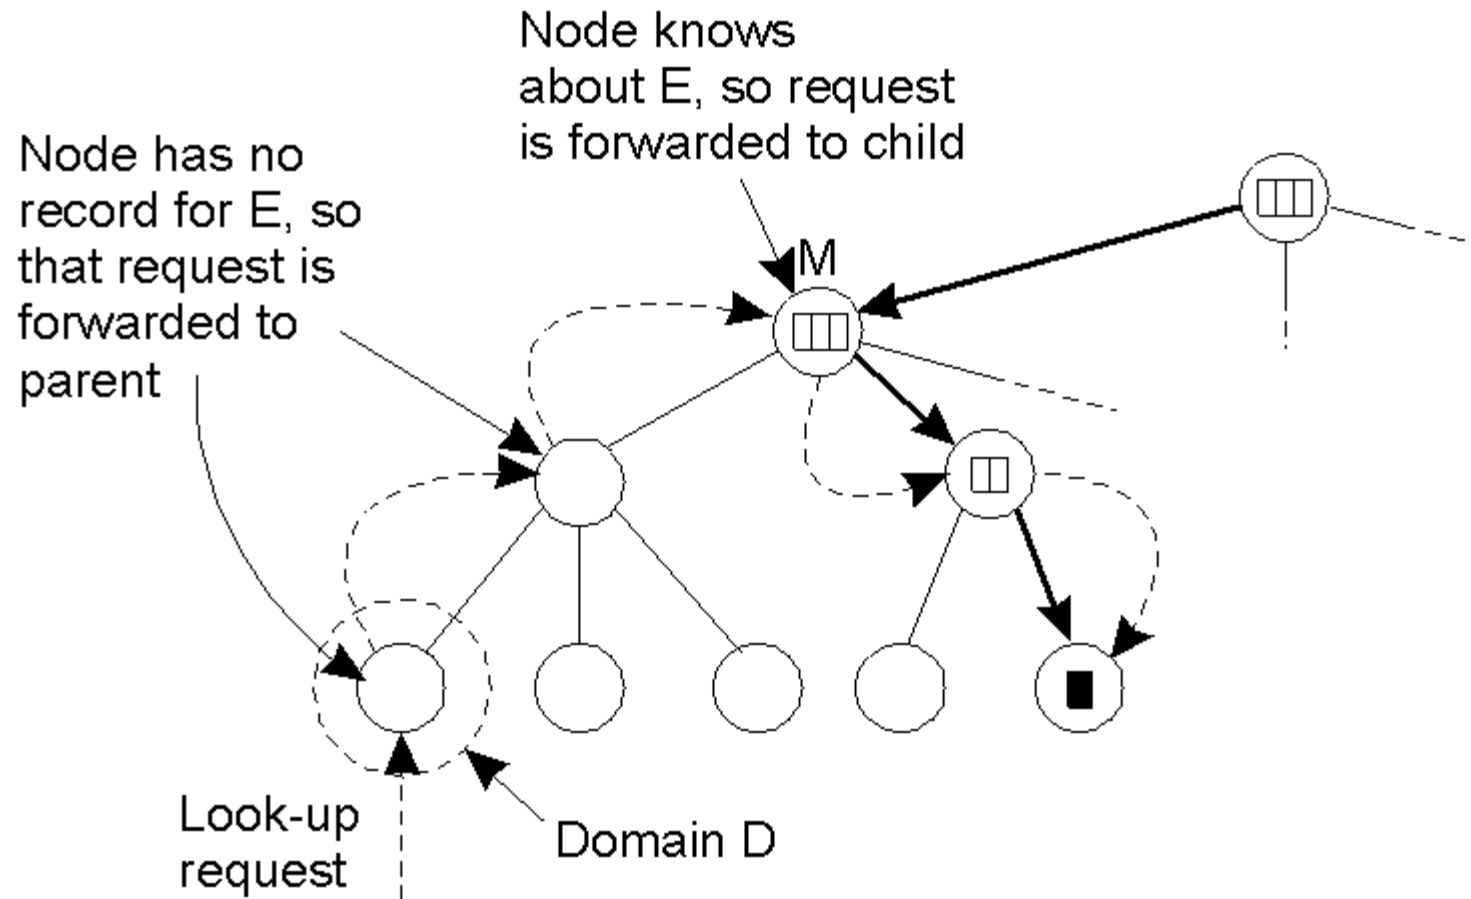 Node knows
about E, so request
is forwarded to child
Node has no
record for E, so
that request is
forwarded to
parent
M
Look-up
request
Domain D